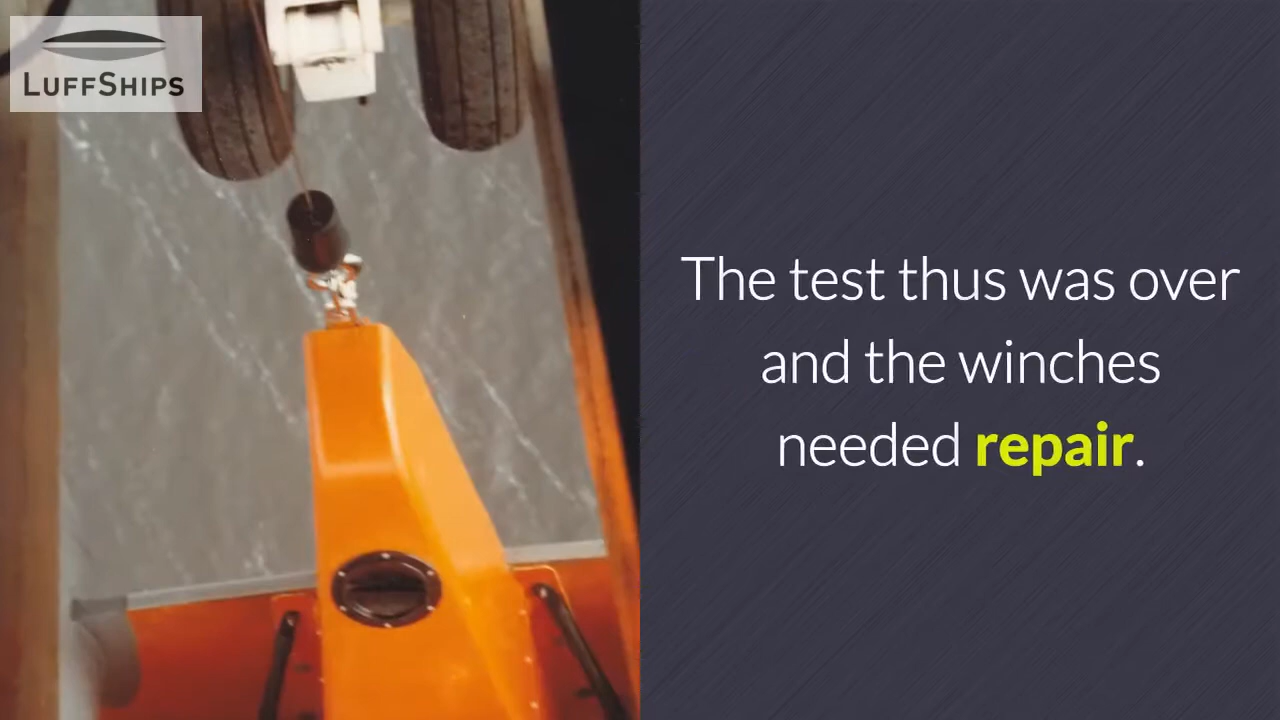 LUFFSHIPS
The test thus was over
and the winches
needed repair.